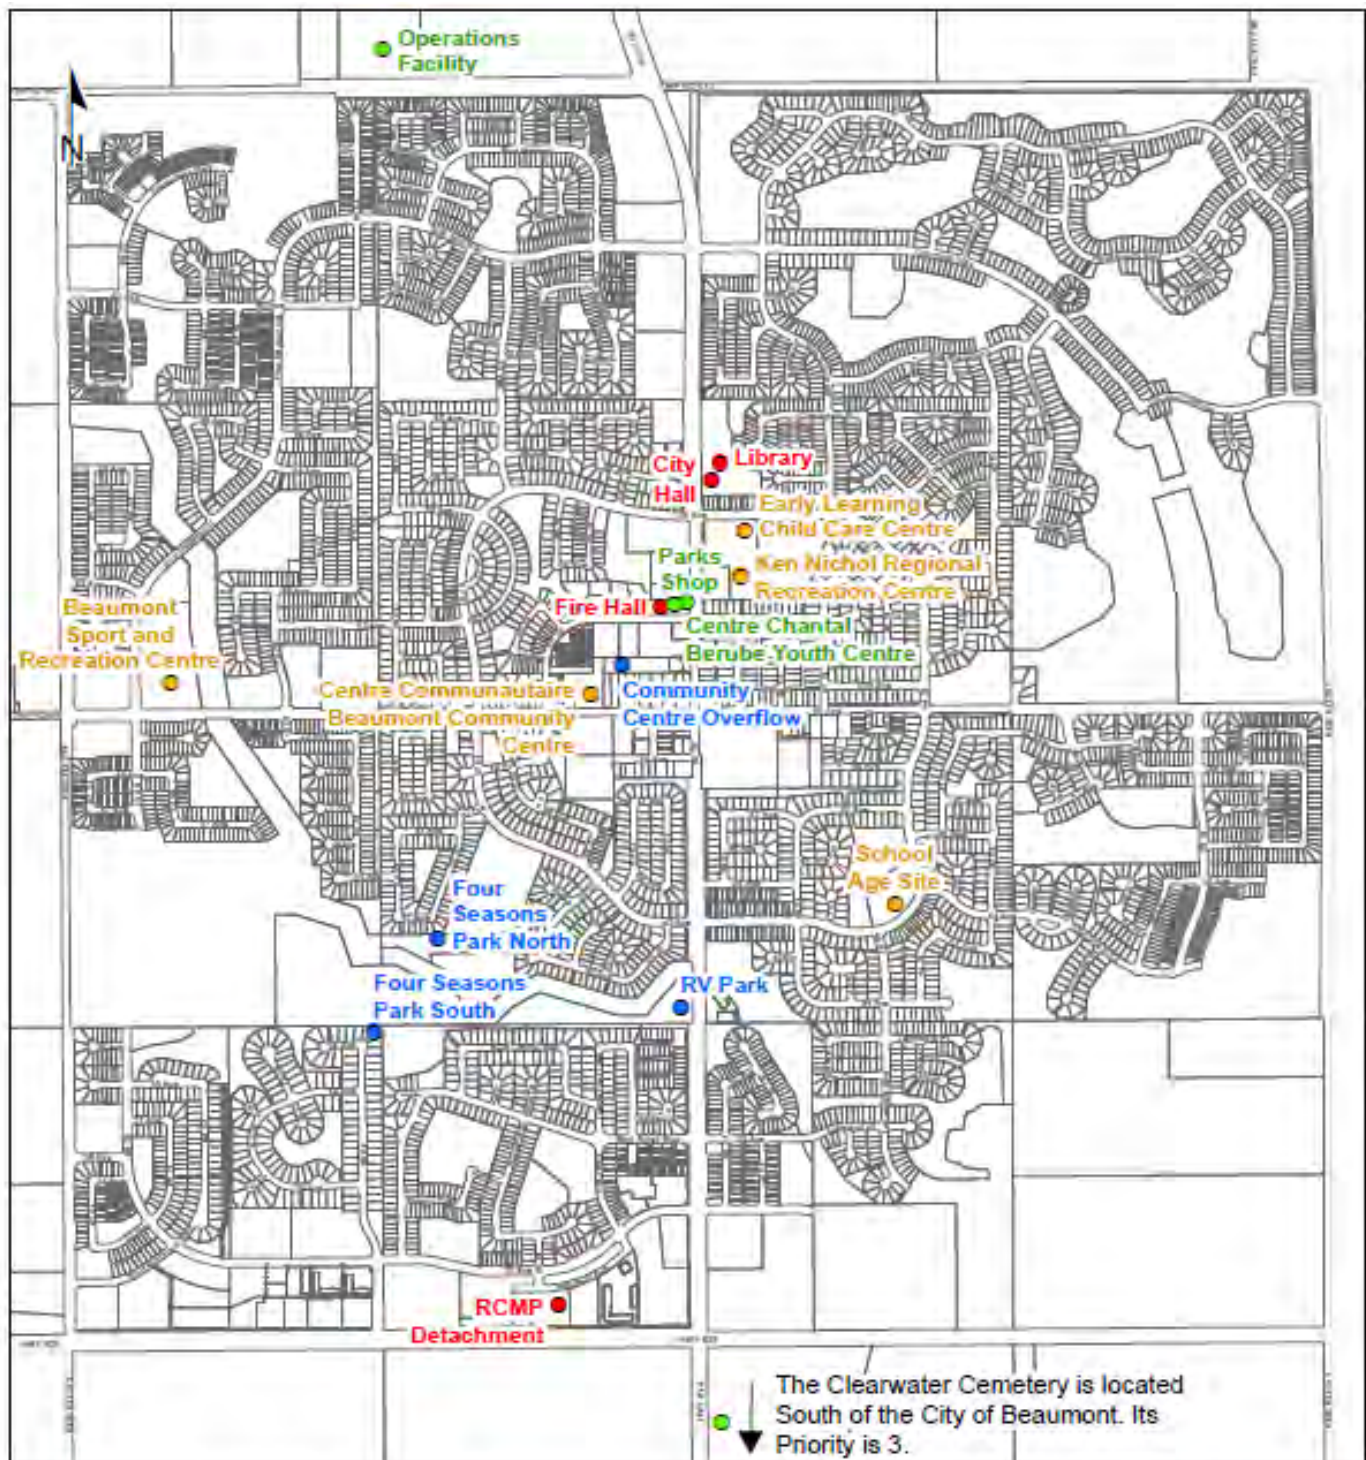 Operations
Facility
N
Library
City
Hall
Early Learning
Child Care Centre
Parks
Shop
Ken Nichol Regional
Recreation Centre
Fire Hall
Centre Chantal
Berube Youth Centre
Beaumont
Sport and
Recreation Centre
Centre Communautaire
Beaumont Community
Centre
Community
Centre Overflow
School
Age Site
Four
Seasons
Park North
Four Seasons
Park South
RV Park
RCMP
Detachment
The Clearwater Cemetery is located
South of the City of Beaumont. Its
Priority is 3.